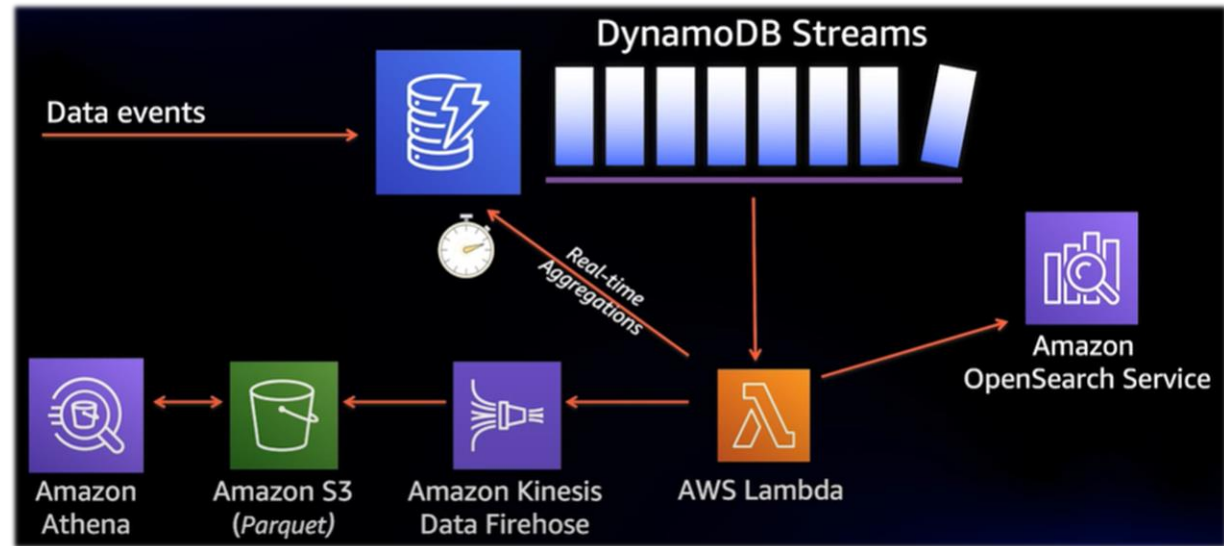 DynamoDB Streams
Data events
Real-time
Aggregations
Amazon
OpenSearch Service
Amazon
Athena
Amazon S3
(Parquet)
Amazon Kinesis
Data Firehose
AWS Lambda